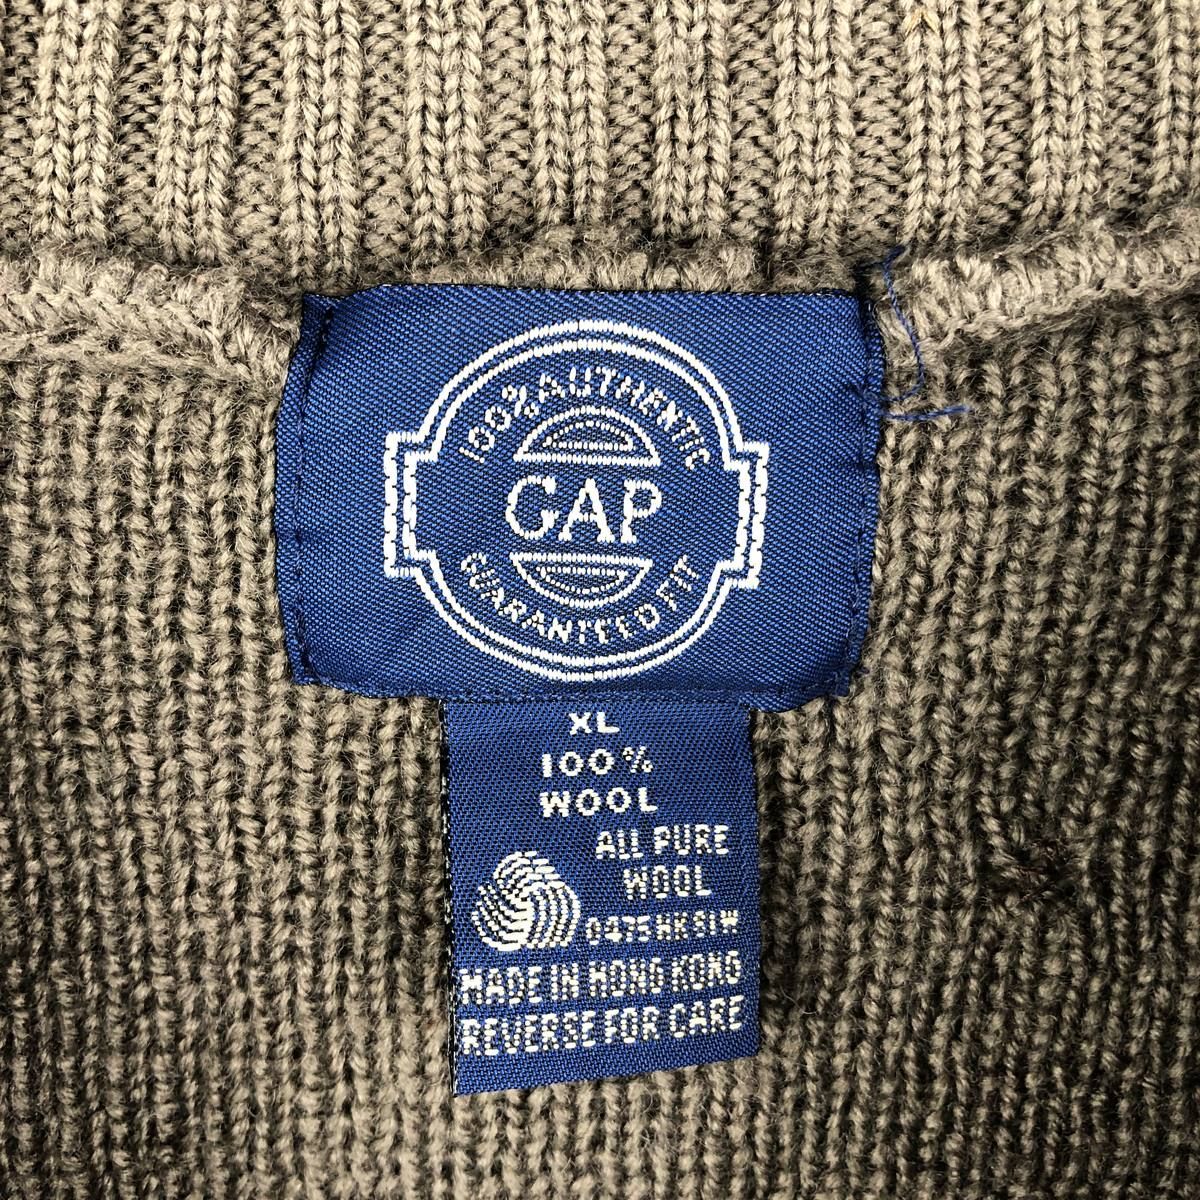 100% AUTHENTIC
GAP
GUARANTEED FIT
XL
100%
WOOL
ALL PURE
WOOL
0475 HK SI W
MADE IN HONG KONG
REVERSE FOR CARE